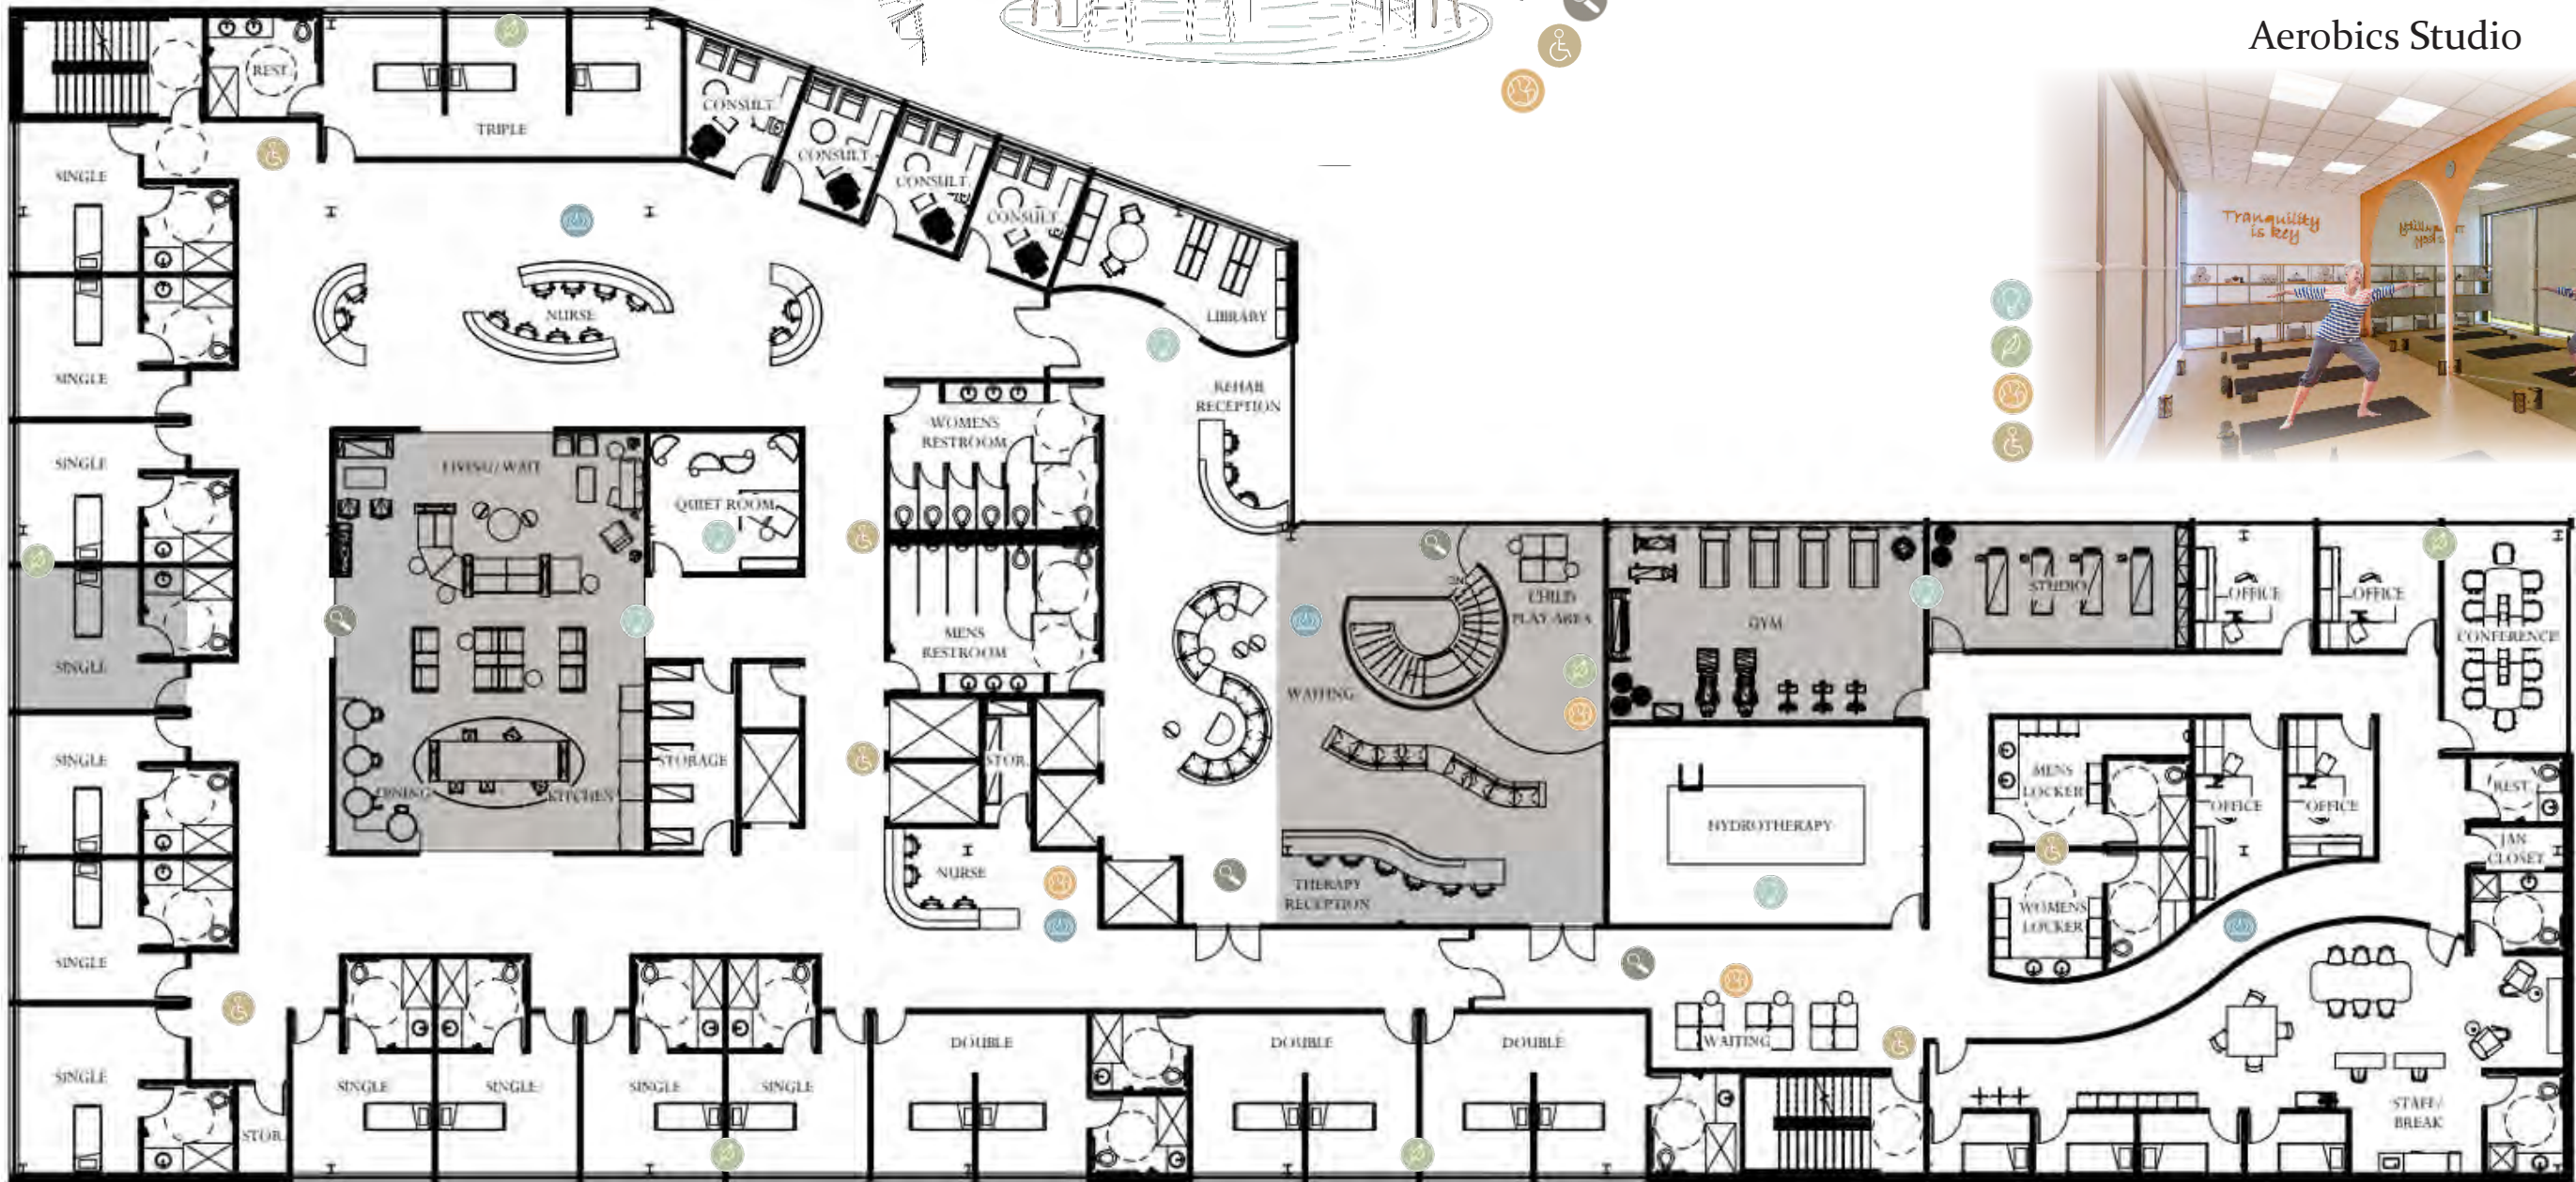 Aerobics Studio
Tranquility
is key
REST.
TRIPLE
CONSULT.
CONSULT.
CONSULT.
CONSULT.
LIBRARY
SINGLE
SINGLE
NURSE
REHAB
RECEPTION
WOMENS
RESTROOM
LIVING/WAIT
QUIET ROOM
SINGLE
SINGLE
MENS
RESTROOM
WAITING
CHILD
PLAY AREA
GYM
STUDIO
OFFICE
OFFICE
CONFERENCE
SINGLE
DINING
KITCHEN
STORAGE
STOR.
HYDROTHERAPY
MENS
LOCKER
OFFICE
OFFICE
REST.
JAN
CLOSET
NURSE
THERAPY
RECEPTION
WOMENS
LOCKER
SINGLE
SINGLE
STOR.
SINGLE
SINGLE
SINGLE
SINGLE
DOUBLE
DOUBLE
DOUBLE
WAITING
STAFF/
BREAK